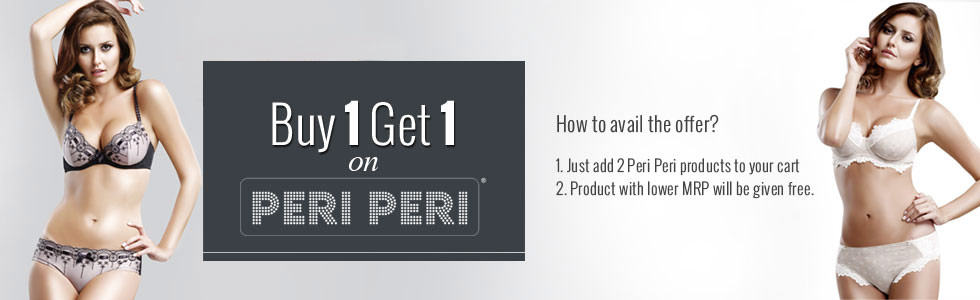 Buy 1 Get 1
on
PERI PERI®
How to avail the offer?
1. Just add 2 Peri Peri products to your cart
2. Product with lower MRP will be given free.